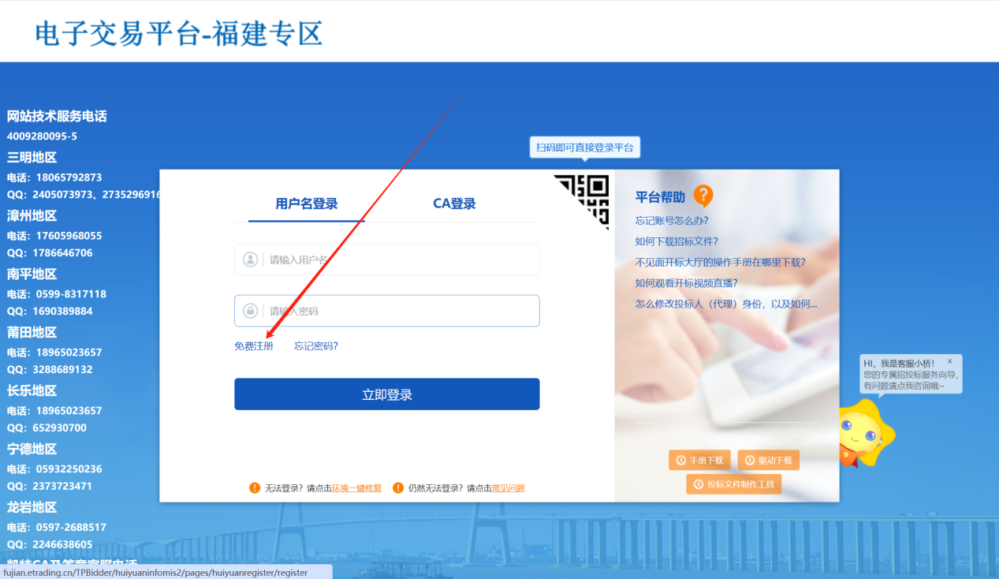 电子交易平台-福建专区
网站技术服务电话
4009280095-5
三明地区
电话：18065792873
QQ：2405073973、2735296916
漳州地区
电话：17605968055
QQ：1786646706
南平地区
电话：0599-8317118
QQ：1690389884
莆田地区
电话：18965023657
QQ：3288689132
长乐地区
电话：18965023657
QQ：652930700
宁德地区
电话：05932250236
QQ：2373723471
龙岩地区
电话：0597-2688517
QQ：2246638605
凯特CA及签章客服电话
fujian.etrading.cn/TPBidder/huiyuaninfomis2/pages/huiyuanregister/register
扫码即可直接登录平台
用户名登录
CA登录
请输入用户名
请输入密码
免费注册
忘记密码?
立即登录
无法登录？请点击环境一键修复
仍然无法登录？请点击常见问题
平台帮助
忘记账号怎么办?
如何下载招标文件?
不见面开标大厅的操作手册在哪里下载?
如何观看开标视频直播?
怎么修改投标人（代理）身份，以及如何...
手册下载
驱动下载
投标文件制作工具
HI，我是客服小桥！ ×
您的专属招投标服务向导，
有问题请点我咨询哦~